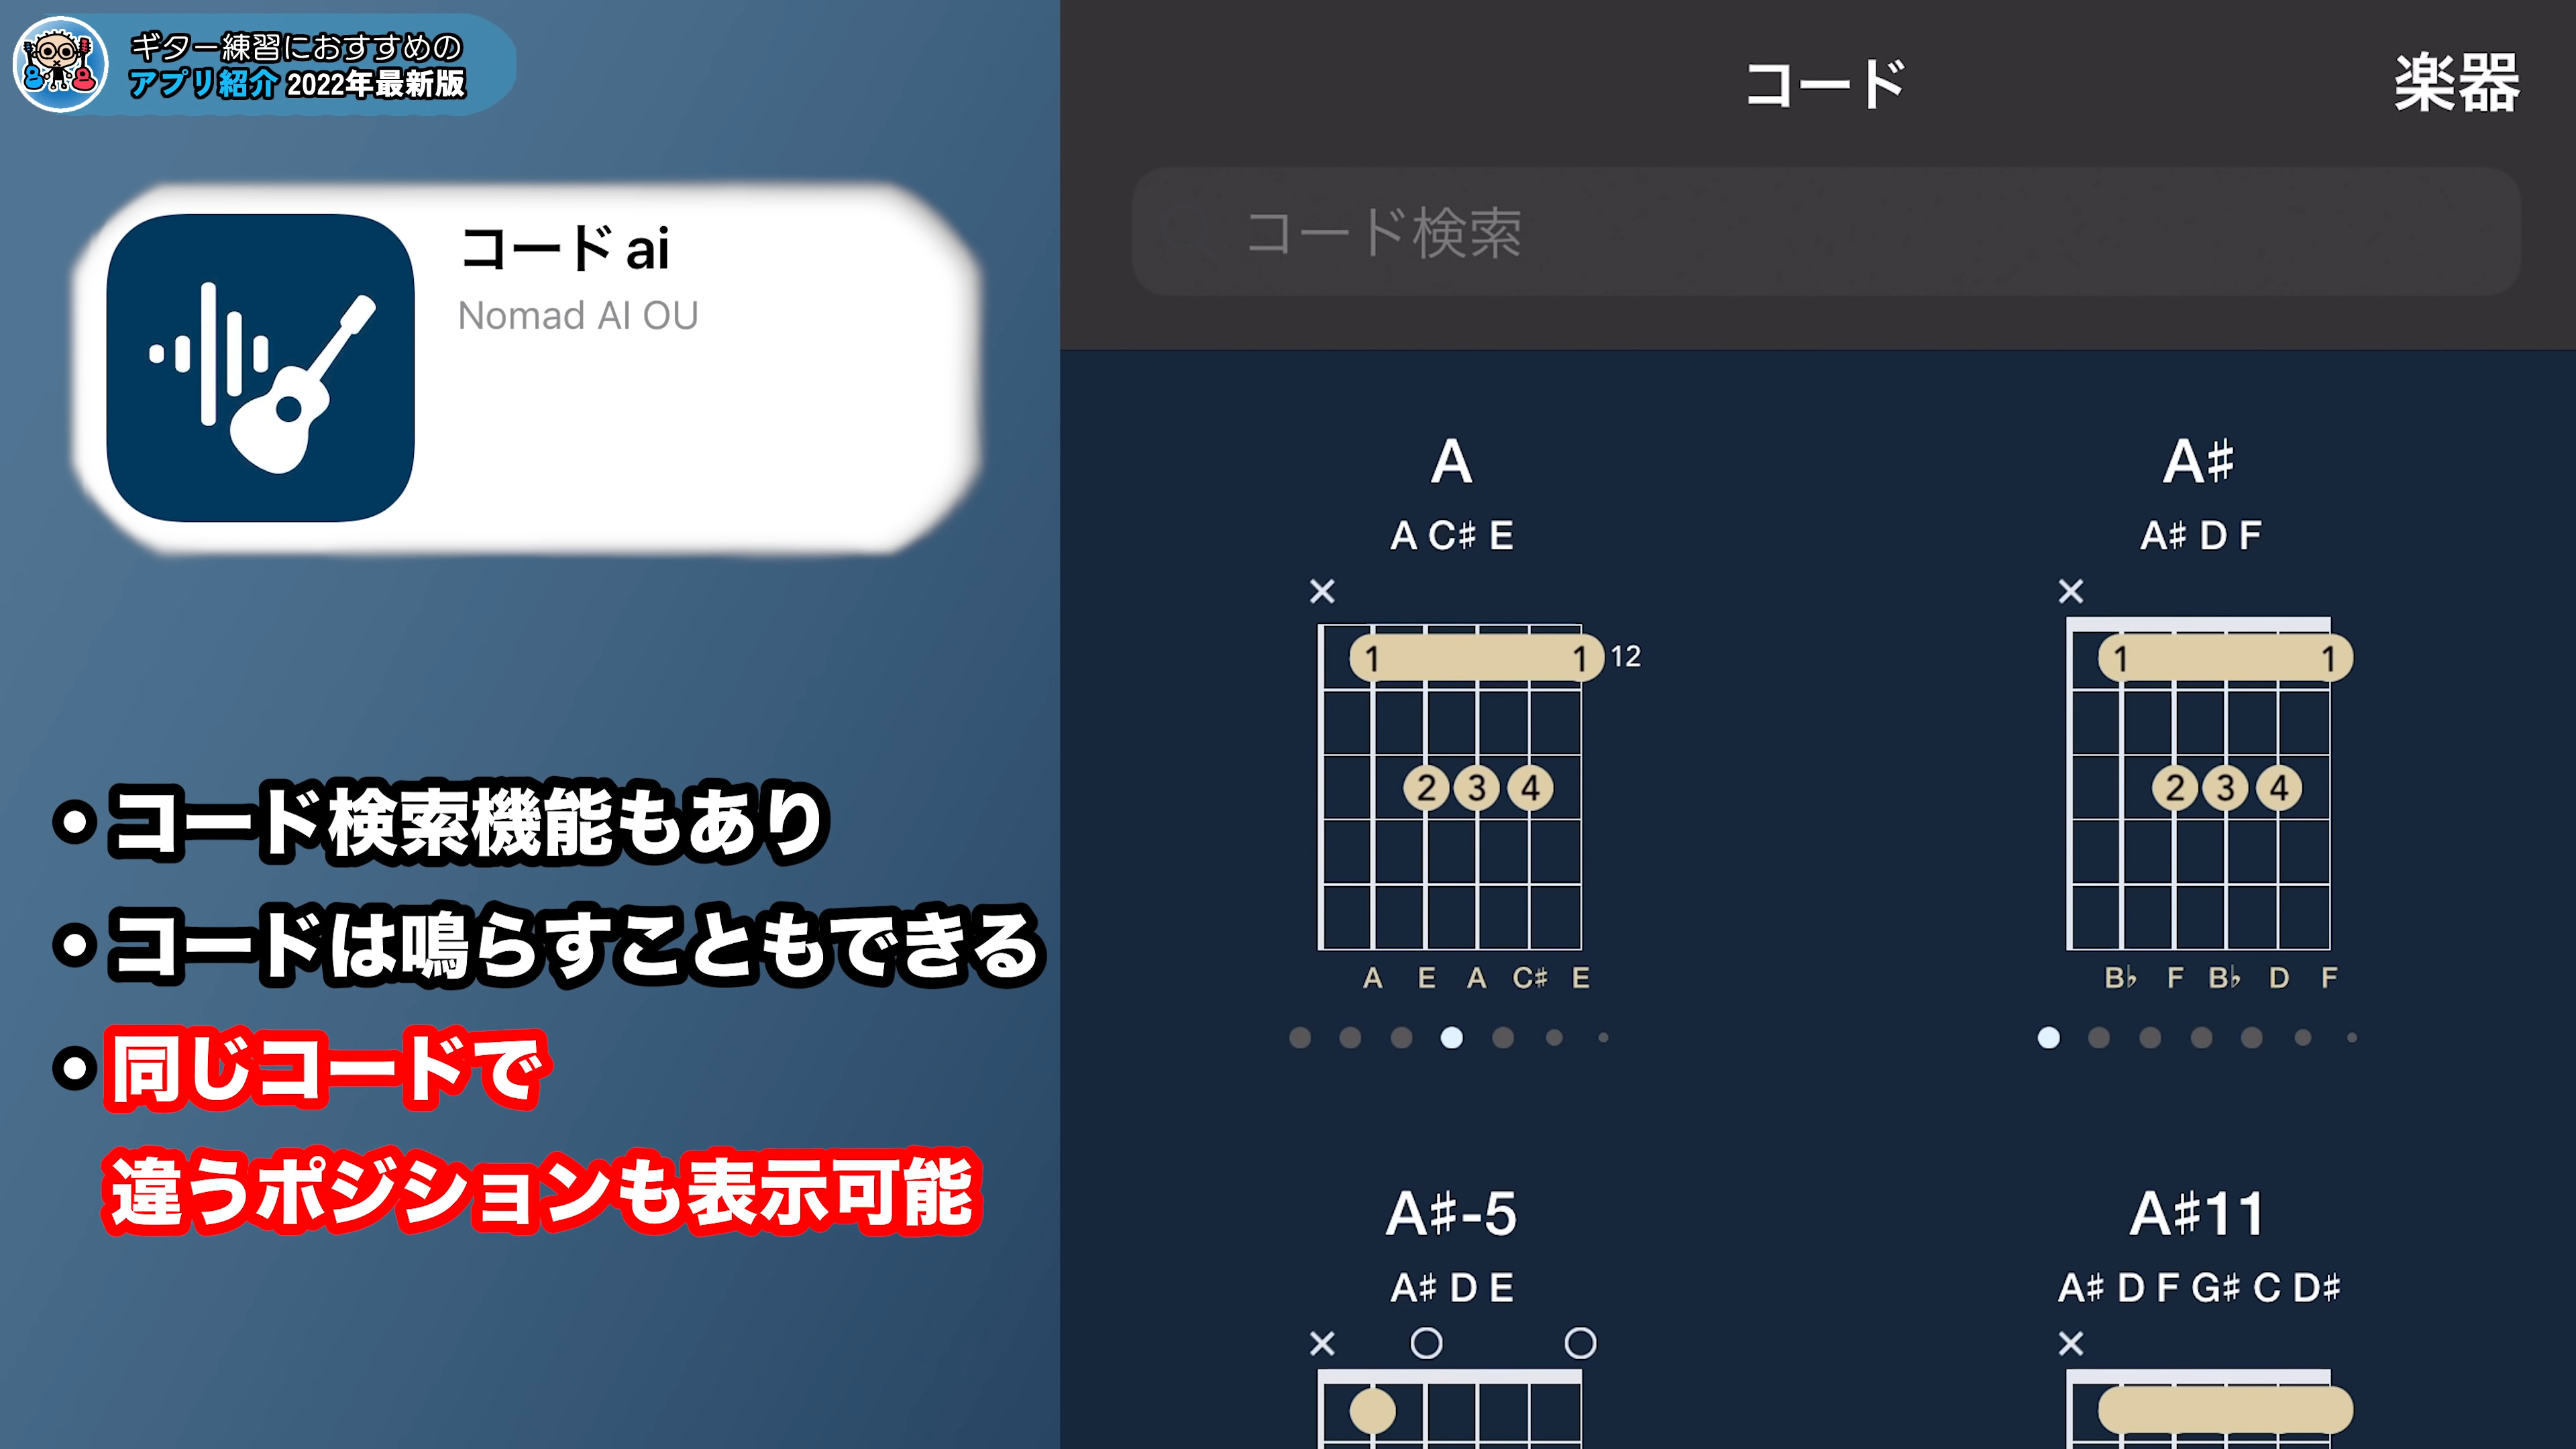 ギター練習におすすめの
アプリ紹介 2022年最新版
コード ai
Nomad AI OU
• コード検索機能もあり
• コードは鳴らすこともできる
• 同じコードで
違うポジションも表示可能
コード
楽器
コード検索
A
A C♯ E
×
1 1 12
2 3 4
A E A C♯ E
A♯
A♯ D F
×
1 1
2 3 4
B♭ F B♭ D F
A♯-5
A♯ D E
× ○ ○
A♯11
A♯ D F G♯ C D♯
×